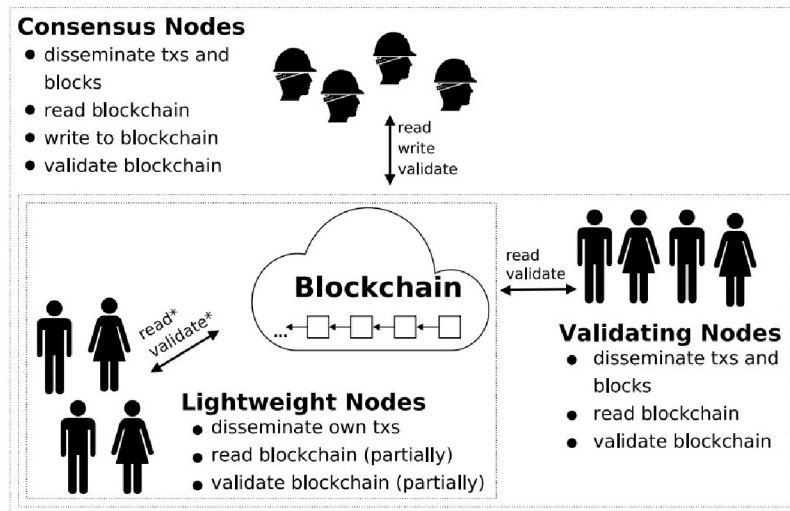 Consensus Nodes
● disseminate txs and
blocks
● read blockchain
● write to blockchain
● validate blockchain
read
write
validate
Blockchain
...
read
validate
read*
validate*
Validating Nodes
● disseminate txs and
blocks
● read blockchain
● validate blockchain
Lightweight Nodes
● disseminate own txs
● read blockchain (partially)
● validate blockchain (partially)